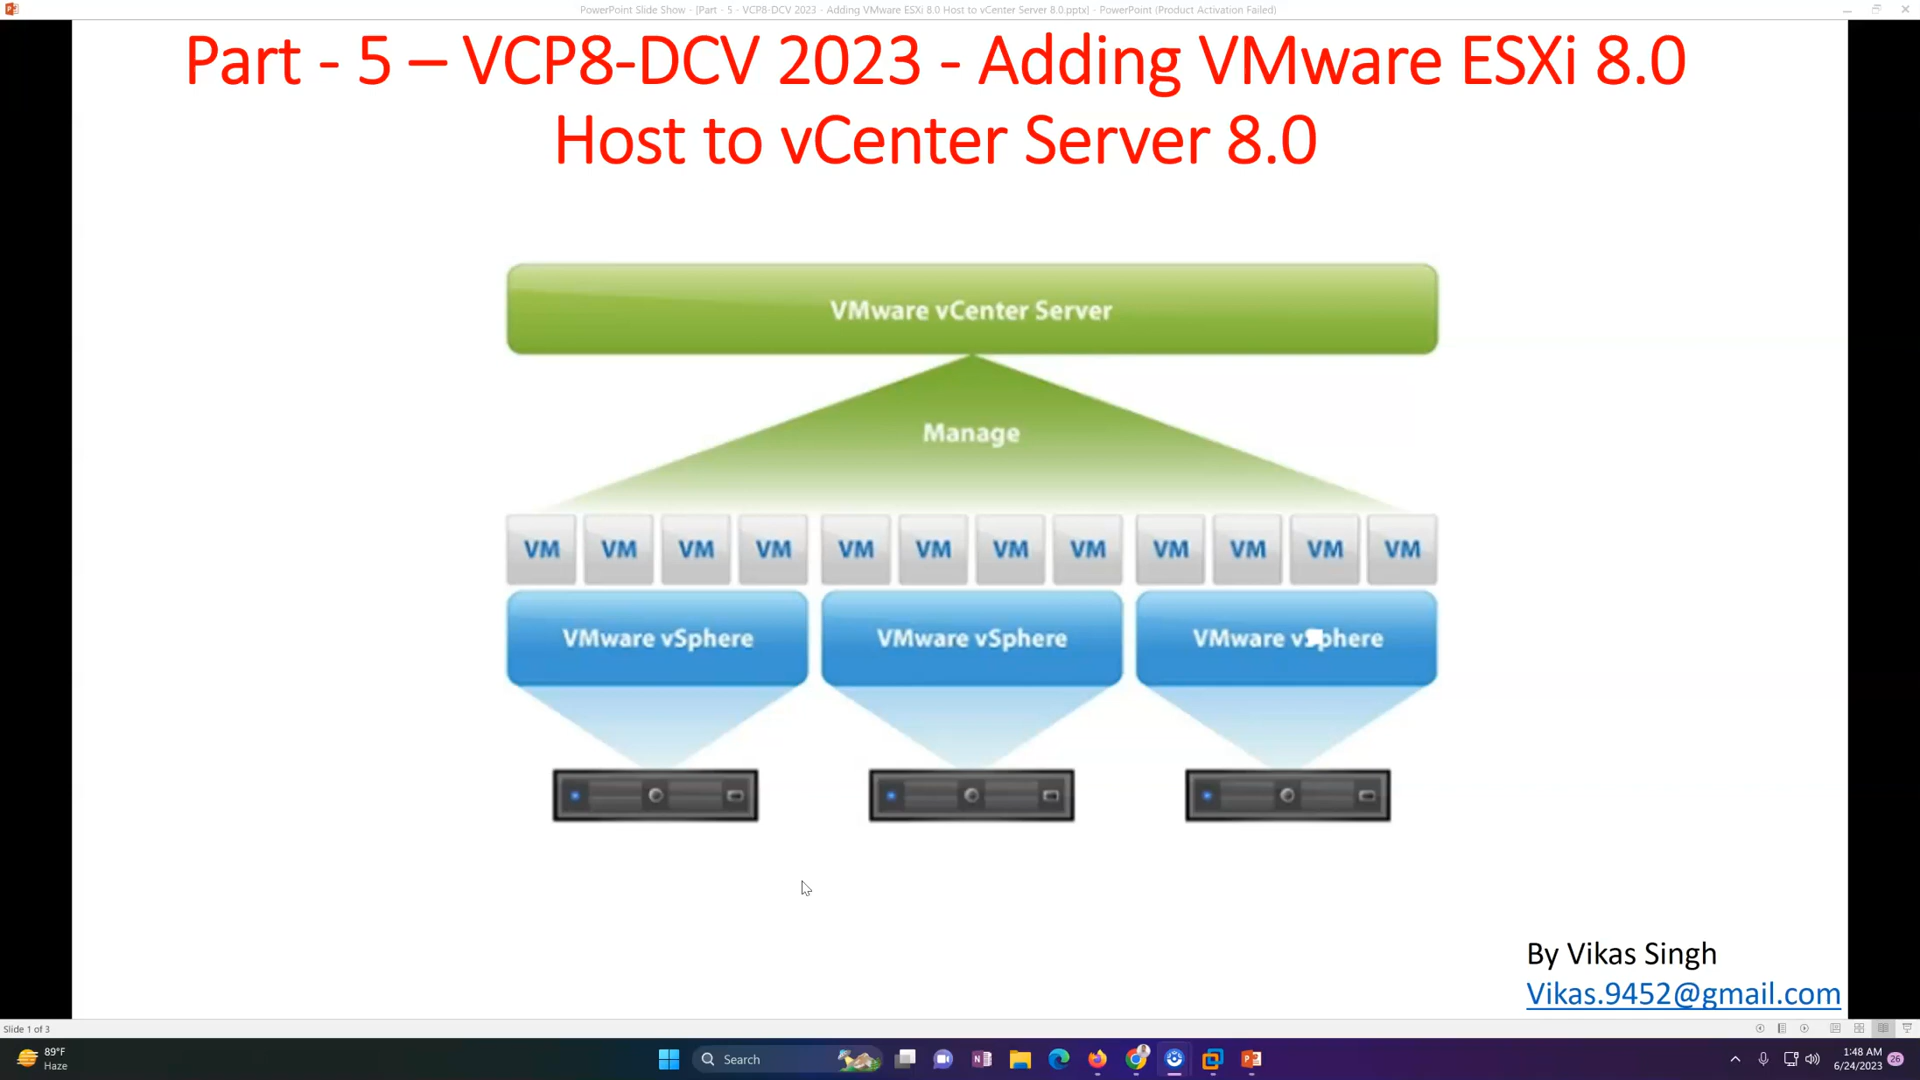 PowerPoint Slide Show - [Part - 5 - VCP8-DCV 2023 - Adding VMware ESXi 8.0 Host to vCenter Server 8.0.pptx] - PowerPoint (Product Activation Failed)
Part - 5 – VCP8-DCV 2023 - Adding VMware ESXi 8.0
Host to vCenter Server 8.0
VMware vCenter Server
Manage
VM VM VM VM VM VM VM VM VM VM VM VM
VMware vSphere VMware vSphere VMware vSphere
By Vikas Singh
Vikas.9452@gmail.com
Slide 1 of 3
89°F
Haze
Search
1:48 AM
6/24/2023
26